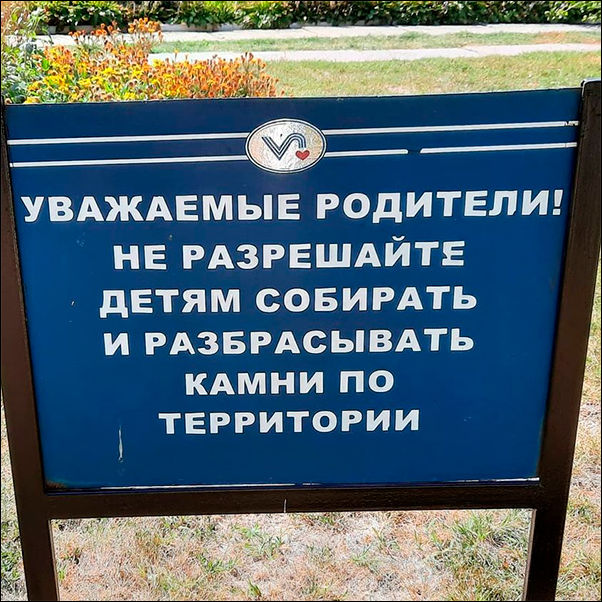 УВАЖАЕМЫЕ РОДИТЕЛИ!
НЕ РАЗРЕШАЙТЕ
ДЕТЯМ СОБИРАТЬ
И РАЗБРАСЫВАТЬ
КАМНИ ПО
ТЕРРИТОРИИ